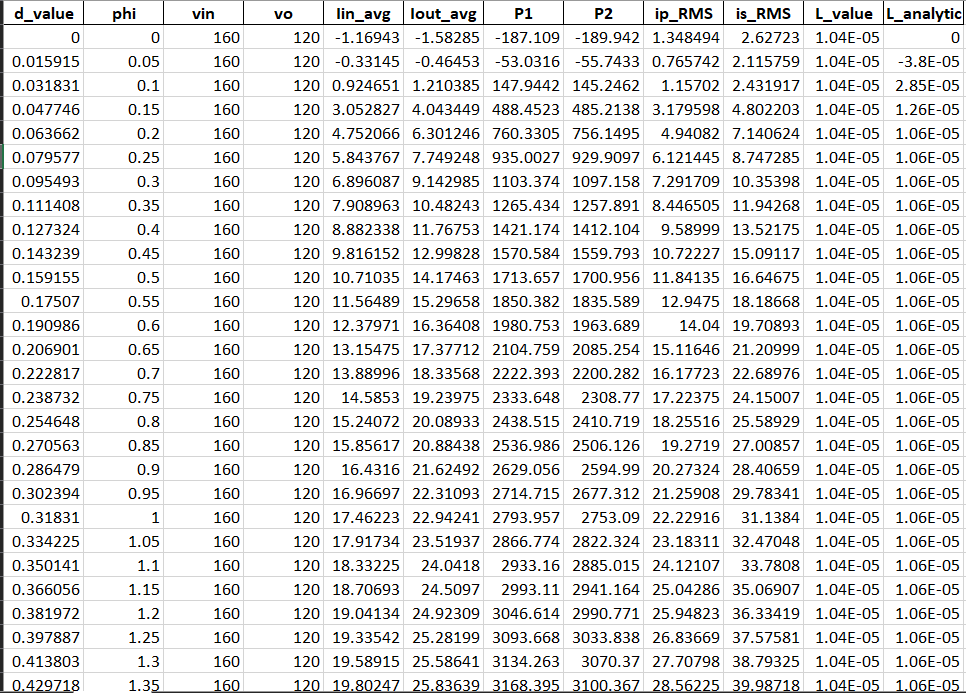 d_value phi vin vo Iin_avg Iout_avg P1 P2 ip_RMS is_RMS L_value L_analytic
0 0 160 120 -1.16943 -1.58285 -187.109 -189.942 1.348494 2.62723 1.04E-05 0
0.015915 0.05 160 120 -0.33145 -0.46453 -53.0316 -55.7433 0.765742 2.115759 1.04E-05 -3.8E-05
0.031831 0.1 160 120 0.924651 1.210385 147.9442 145.2462 1.15702 2.431917 1.04E-05 2.85E-05
0.047746 0.15 160 120 3.052827 4.043449 488.4523 485.2138 3.179598 4.802203 1.04E-05 1.26E-05
0.063662 0.2 160 120 4.752066 6.301246 760.3305 756.1495 4.94082 7.140624 1.04E-05 1.06E-05
0.079577 0.25 160 120 5.843767 7.749248 935.0027 929.9097 6.121445 8.747285 1.04E-05 1.06E-05
0.095493 0.3 160 120 6.896087 9.142985 1103.374 1097.158 7.291709 10.35398 1.04E-05 1.06E-05
0.111408 0.35 160 120 7.908963 10.48243 1265.434 1257.891 8.446505 11.94268 1.04E-05 1.06E-05
0.127324 0.4 160 120 8.882338 11.76753 1421.174 1412.104 9.58999 13.52175 1.04E-05 1.06E-05
0.143239 0.45 160 120 9.816152 12.99828 1570.584 1559.793 10.72227 15.09117 1.04E-05 1.06E-05
0.159155 0.5 160 120 10.71035 14.17463 1713.657 1700.956 11.84135 16.64675 1.04E-05 1.06E-05
0.17507 0.55 160 120 11.56489 15.29658 1850.382 1835.589 12.9475 18.18668 1.04E-05 1.06E-05
0.190986 0.6 160 120 12.37971 16.36408 1980.753 1963.689 14.04 19.70893 1.04E-05 1.06E-05
0.206901 0.65 160 120 13.15475 17.37712 2104.759 2085.254 15.11646 21.20999 1.04E-05 1.06E-05
0.222817 0.7 160 120 13.88996 18.33568 2222.393 2200.282 16.17723 22.68976 1.04E-05 1.06E-05
0.238732 0.75 160 120 14.5853 19.23975 2333.648 2308.77 17.22375 24.15007 1.04E-05 1.06E-05
0.254648 0.8 160 120 15.24072 20.08933 2438.515 2410.719 18.25516 25.58929 1.04E-05 1.06E-05
0.270563 0.85 160 120 15.85617 20.88438 2536.986 2506.126 19.2719 27.00857 1.04E-05 1.06E-05
0.286479 0.9 160 120 16.4316 21.62492 2629.056 2594.99 20.27324 28.40659 1.04E-05 1.06E-05
0.302394 0.95 160 120 16.96697 22.31093 2714.715 2677.312 21.25908 29.78341 1.04E-05 1.06E-05
0.31831 1 160 120 17.46223 22.94241 2793.957 2753.09 22.22916 31.1384 1.04E-05 1.06E-05
0.334225 1.05 160 120 17.91734 23.51937 2866.774 2822.324 23.18311 32.47048 1.04E-05 1.06E-05
0.350141 1.1 160 120 18.33225 24.0418 2933.16 2885.015 24.12107 33.7808 1.04E-05 1.06E-05
0.366056 1.15 160 120 18.70693 24.5097 2993.11 2941.164 25.04286 35.06907 1.04E-05 1.06E-05
0.381972 1.2 160 120 19.04134 24.92309 3046.614 2990.771 25.94823 36.33419 1.04E-05 1.06E-05
0.397887 1.25 160 120 19.33542 25.28199 3093.668 3033.838 26.83669 37.57581 1.04E-05 1.06E-05
0.413803 1.3 160 120 19.58915 25.58641 3134.263 3070.37 27.70798 38.79325 1.04E-05 1.06E-05
0.429718 1.35 160 120 19.80247 25.83639 3168.395 3100.367 28.56225 39.98718 1.04E-05 1.06E-05